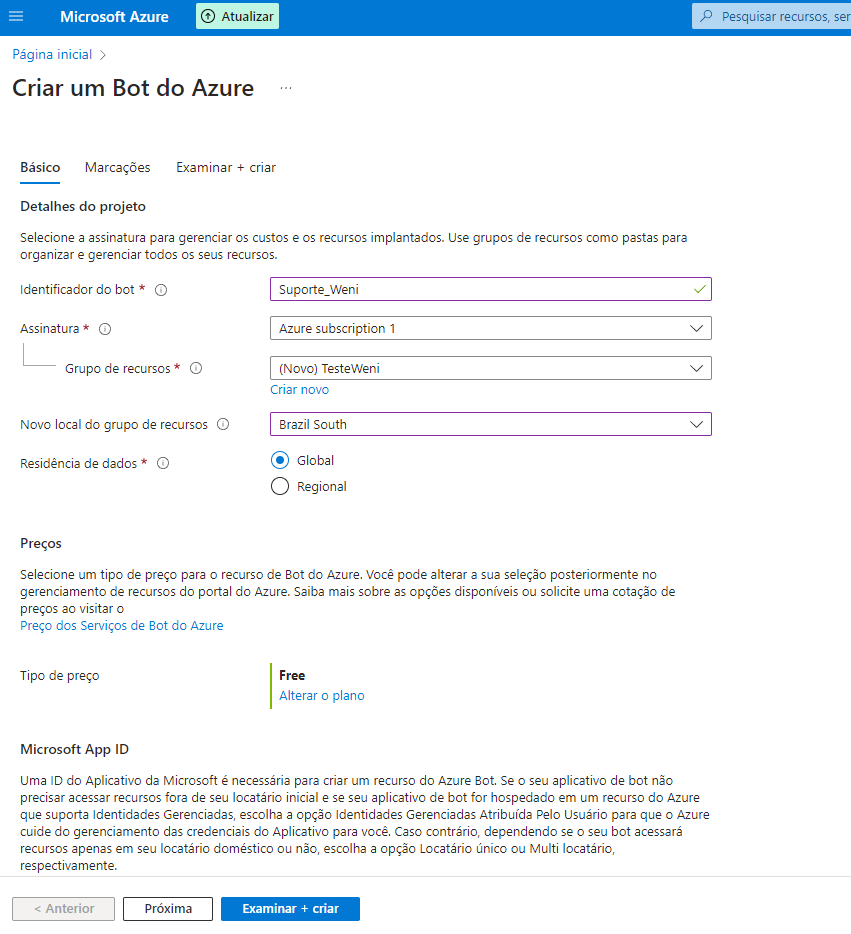 Microsoft Azure
Atualizar
Pesquisar recursos, ser
Página inicial
Criar um Bot do Azure
...
Básico
Marcações
Examinar + criar
Detalhes do projeto
Selecione a assinatura para gerenciar os custos e os recursos implantados. Use grupos de recursos como pastas para
organizar e gerenciar todos os seus recursos.
Identificador do bot *
Suporte_Weni
Assinatura *
Azure subscription 1
Grupo de recursos *
(Novo) TesteWeni
Criar novo
Novo local do grupo de recursos
Brazil South
Residência de dados *
Global
Regional
Preços
Selecione um tipo de preço para o recurso de Bot do Azure. Você pode alterar a sua seleção posteriormente no
gerenciamento de recursos do portal do Azure. Saiba mais sobre as opções disponíveis ou solicite uma cotação de
preços ao visitar o
Preço dos Serviços de Bot do Azure
Tipo de preço
Free
Alterar o plano
Microsoft App ID
Uma ID do Aplicativo da Microsoft é necessária para criar um recurso do Azure Bot. Se o seu aplicativo de bot não
precisar acessar recursos fora de seu locatário inicial e se seu aplicativo de bot for hospedado em um recurso do Azure
que suporta Identidades Gerenciadas, escolha a opção Identidades Gerenciadas Atribuída Pelo Usuário para que o Azure
cuide do gerenciamento das credenciais do Aplicativo para você. Caso contrário, dependendo se o seu bot acessará
recursos apenas em seu locatário doméstico ou não, escolha a opção Locatário único ou Multi locatário,
respectivamente.
< Anterior
Próxima
Examinar + criar